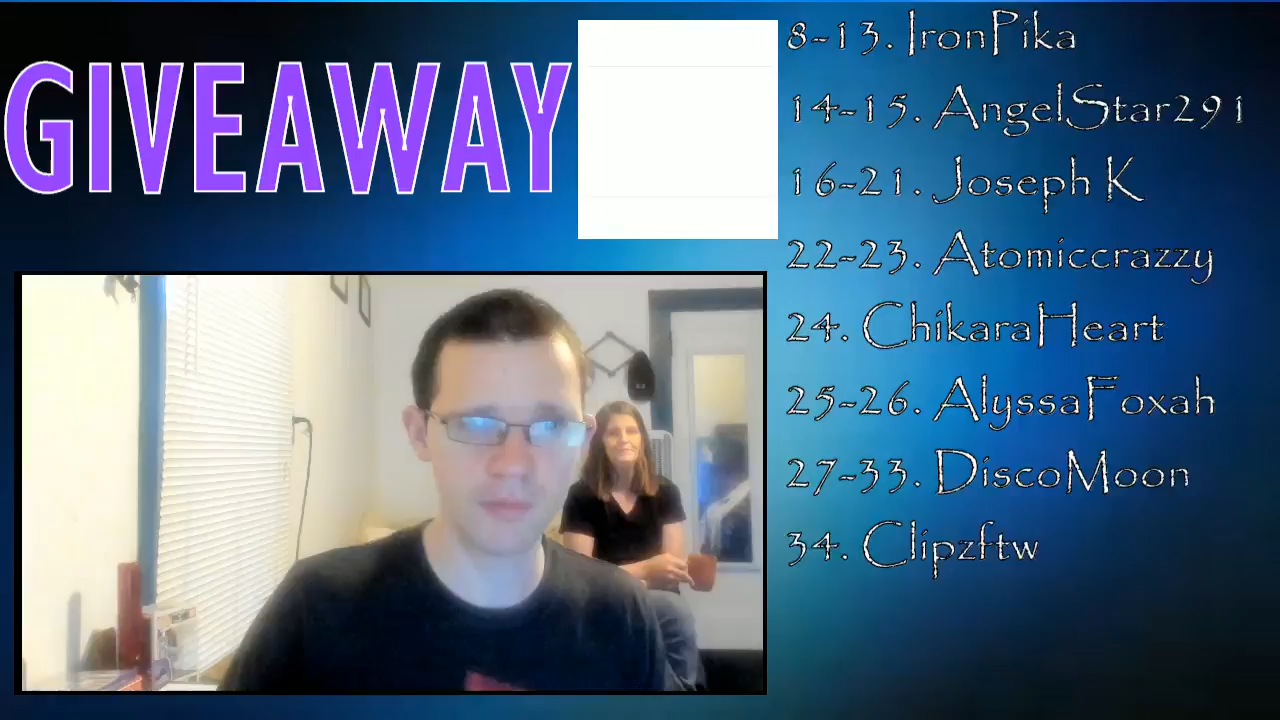 GIVEAWAY
8-13. IronPika
14-15. AngelStar291
16-21. Joseph K
22-23. Atomiccrazzy
24. ChikaraHeart
25-26. AlyssaFoxah
27-33. DiscoMoon
34. Clipzftw